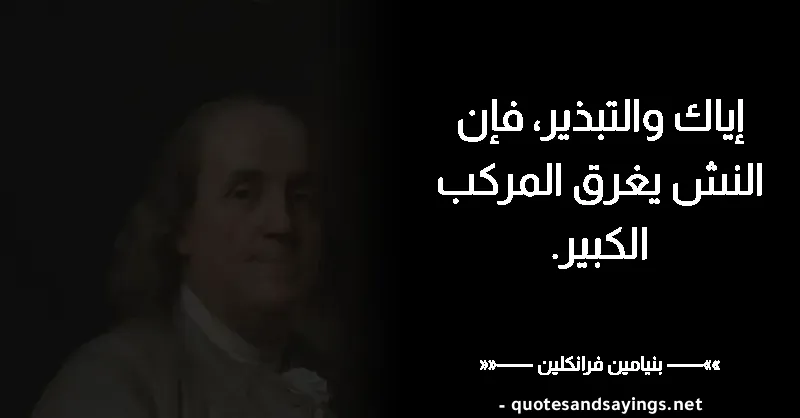 إياك والتبذير، فإن
النش يغرق المركب
الكبير.
»»—— بنيامين فرانكلين ——««
- quotesandsayings.net